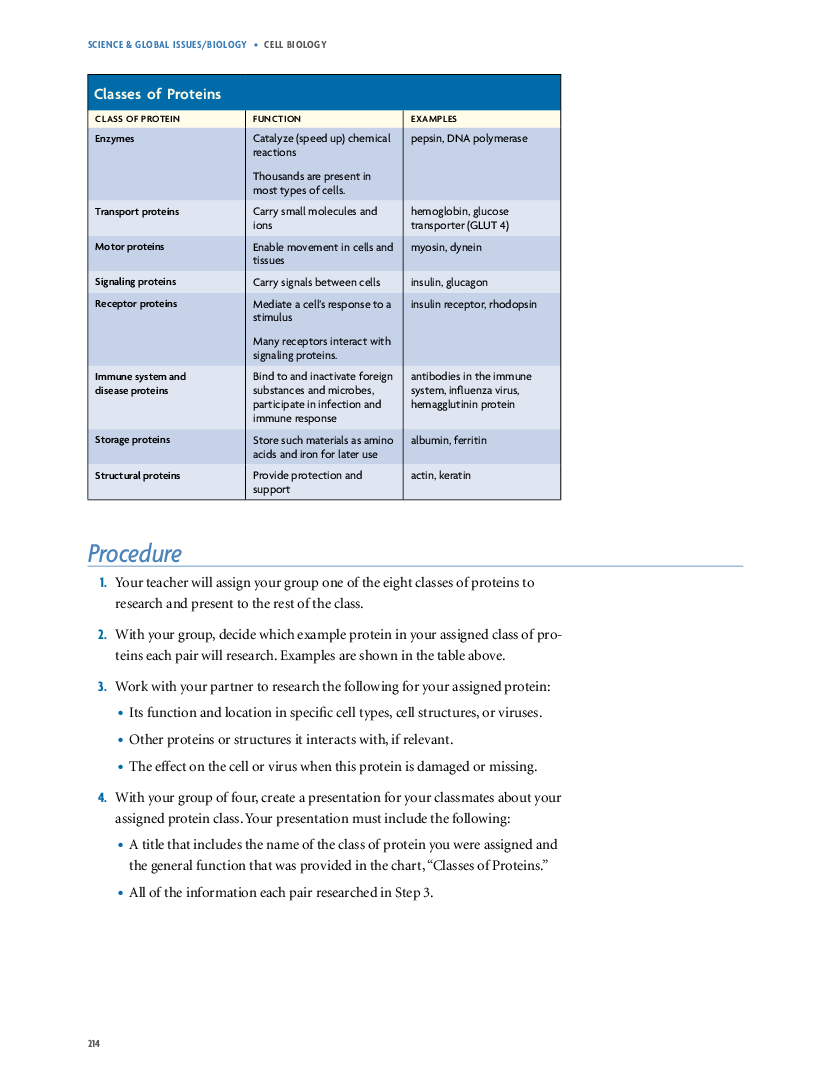 SCIENCE & GLOBAL ISSUES/BIOLOGY • CELL BIOLOGY
Classes of Proteins
CLASS OF PROTEIN FUNCTION EXAMPLES
Enzymes Catalyze (speed up) chemical pepsin, DNA polymerase
reactions
Thousands are present in
most types of cells.
Transport proteins Carry small molecules and hemoglobin, glucose
ions transporter (GLUT 4)
Motor proteins Enable movement in cells and myosin, dynein
tissues
Signaling proteins Carry signals between cells insulin, glucagon
Receptor proteins Mediate a cell’s response to a insulin receptor, rhodopsin
stimulus
Many receptors interact with
signaling proteins.
Immune system and Bind to and inactivate foreign antibodies in the immune
disease proteins substances and microbes, system, influenza virus,
participate in infection and hemagglutinin protein
immune response
Storage proteins Store such materials as amino albumin, ferritin
acids and iron for later use
Structural proteins Provide protection and actin, keratin
support
Procedure
1. Your teacher will assign your group one of the eight classes of proteins to
research and present to the rest of the class.
2. With your group, decide which example protein in your assigned class of pro-
teins each pair will research. Examples are shown in the table above.
3. Work with your partner to research the following for your assigned protein:
• Its function and location in specific cell types, cell structures, or viruses.
• Other proteins or structures it interacts with, if relevant.
• The effect on the cell or virus when this protein is damaged or missing.
4. With your group of four, create a presentation for your classmates about your
assigned protein class. Your presentation must include the following:
• A title that includes the name of the class of protein you were assigned and
the general function that was provided in the chart, “Classes of Proteins.”
• All of the information each pair researched in Step 3.
214